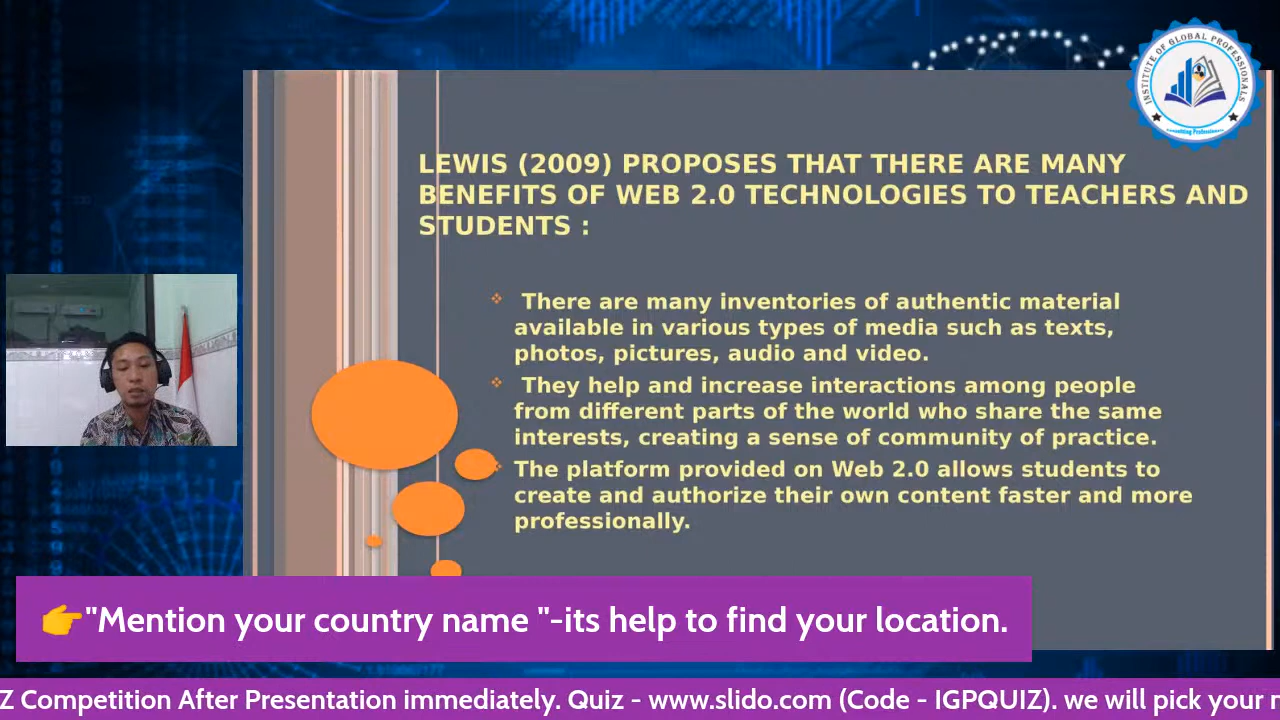 INSTITUTE OF GLOBAL PROFESSIONALS
Connecting Professionals
LEWIS (2009) PROPOSES THAT THERE ARE MANY
BENEFITS OF WEB 2.0 TECHNOLOGIES TO TEACHERS AND
STUDENTS :
There are many inventories of authentic material
available in various types of media such as texts,
photos, pictures, audio and video.
They help and increase interactions among people
from different parts of the world who share the same
interests, creating a sense of community of practice.
The platform provided on Web 2.0 allows students to
create and authorize their own content faster and more
professionally.
👉"Mention your country name "-its help to find your location.
Z Competition After Presentation immediately. Quiz - www.slido.com (Code - IGPQUIZ). we will pick your